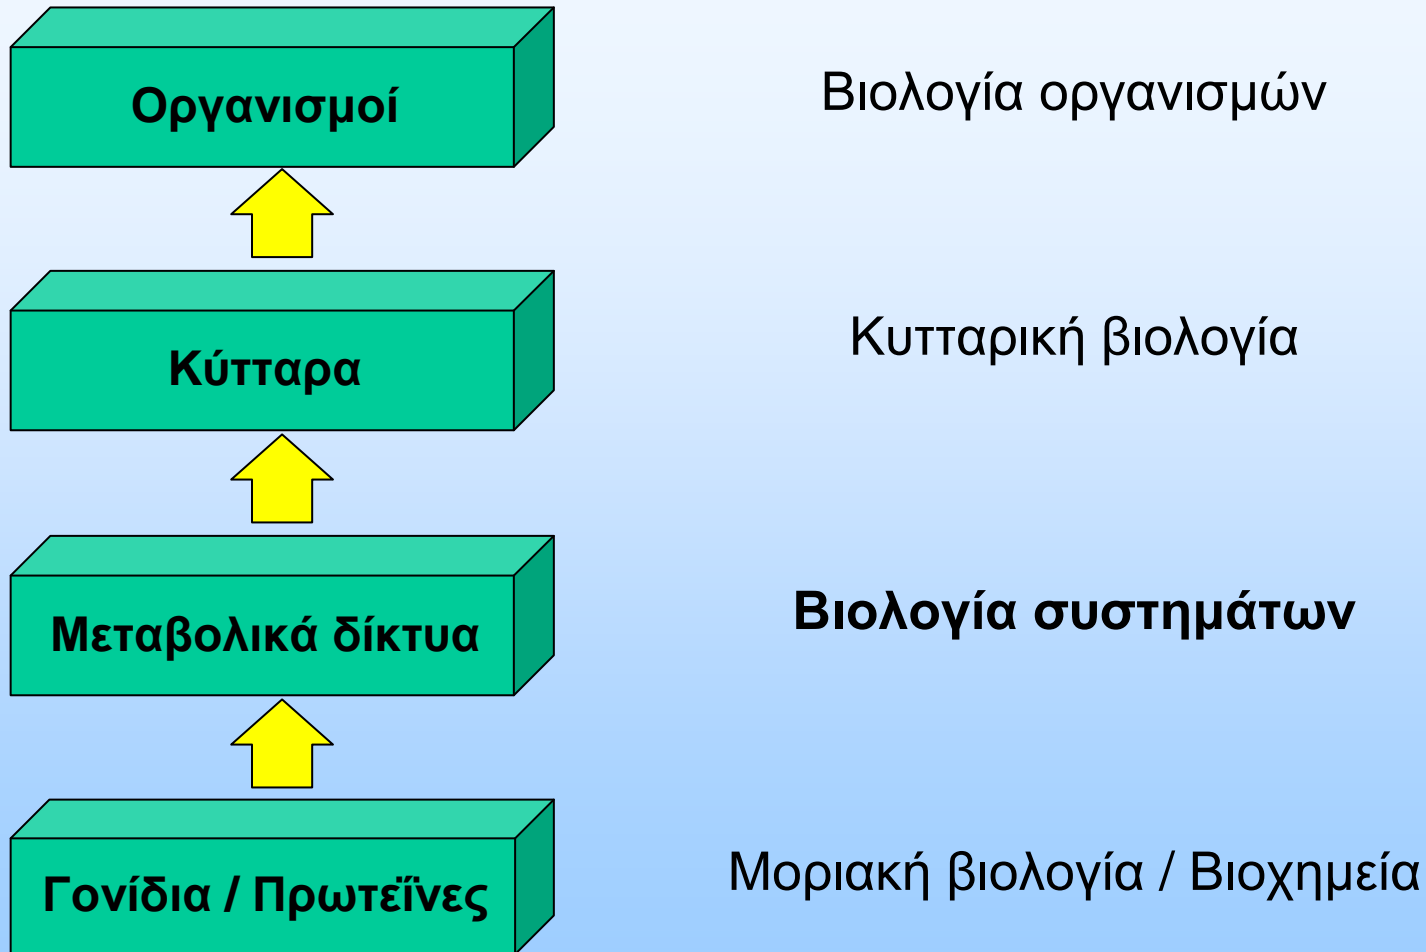 Οργανισμοί
Βιολογία οργανισμών
Κύτταρα
Κυτταρική βιολογία
Μεταβολικά δίκτυα
Βιολογία συστημάτων
Γονίδια / Πρωτεΐνες
Μοριακή βιολογία / Βιοχημεία